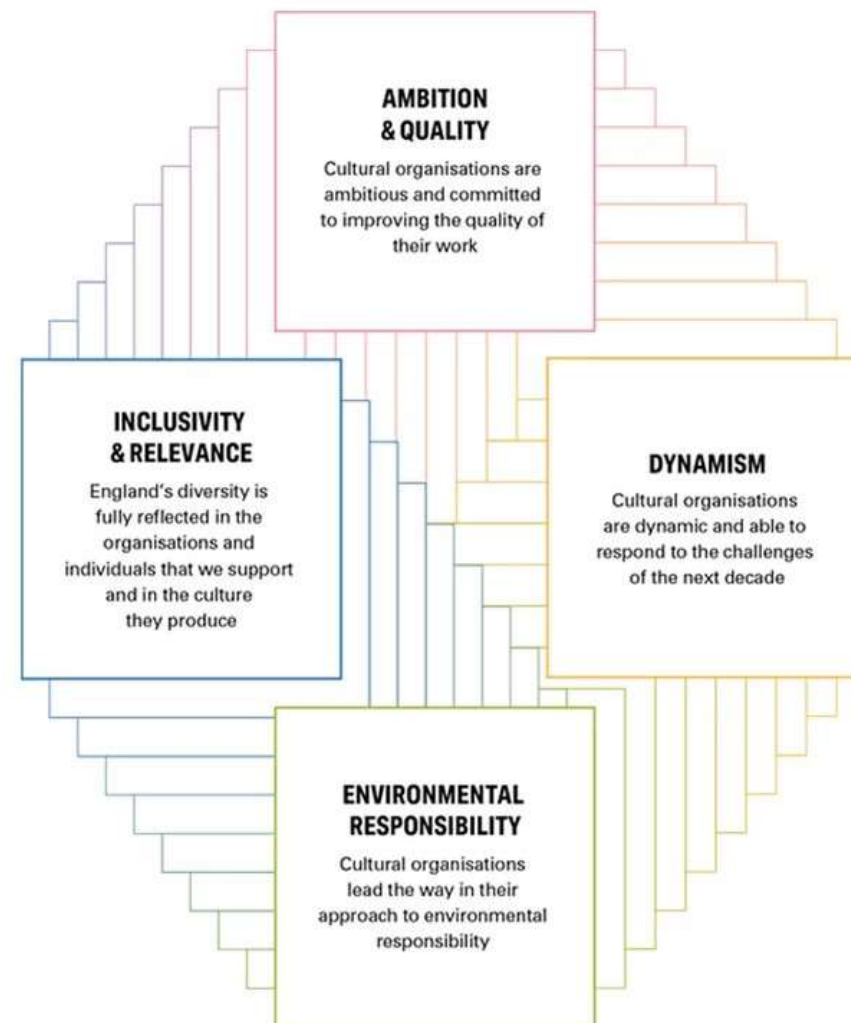 AMBITION
& QUALITY
Cultural organisations are
ambitious and committed
to improving the quality of
their work
INCLUSIVITY
& RELEVANCE
England's diversity is
fully reflected in the
organisations and
individuals that we support
and in the culture
they produce
DYNAMISM
Cultural organisations
are dynamic and able to
respond to the challenges
of the next decade
ENVIRONMENTAL
RESPONSIBILITY
Cultural organisations
lead the way in their
approach to environmental
responsibility